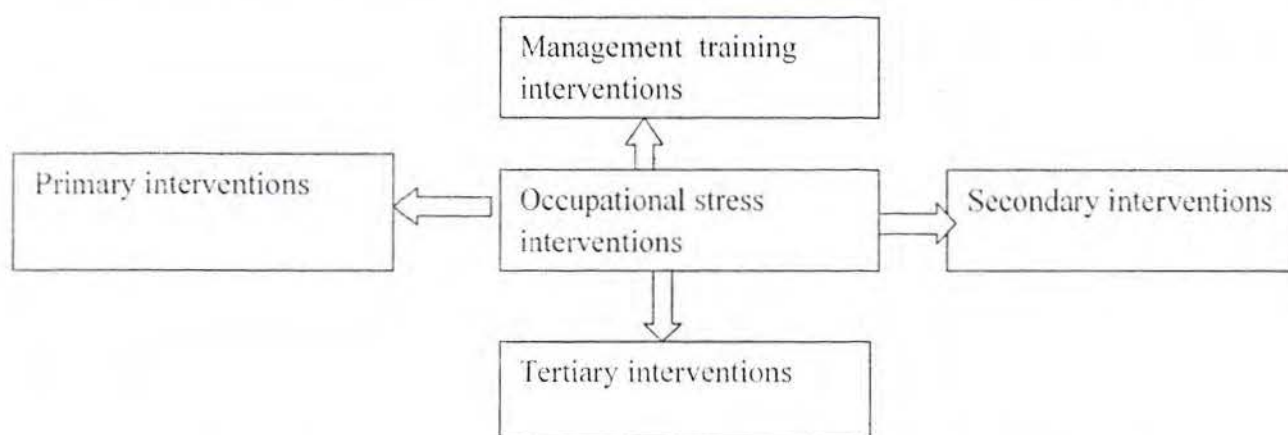 Management training
interventions
Primary interventions
Occupational stress
interventions
Secondary interventions
Tertiary interventions